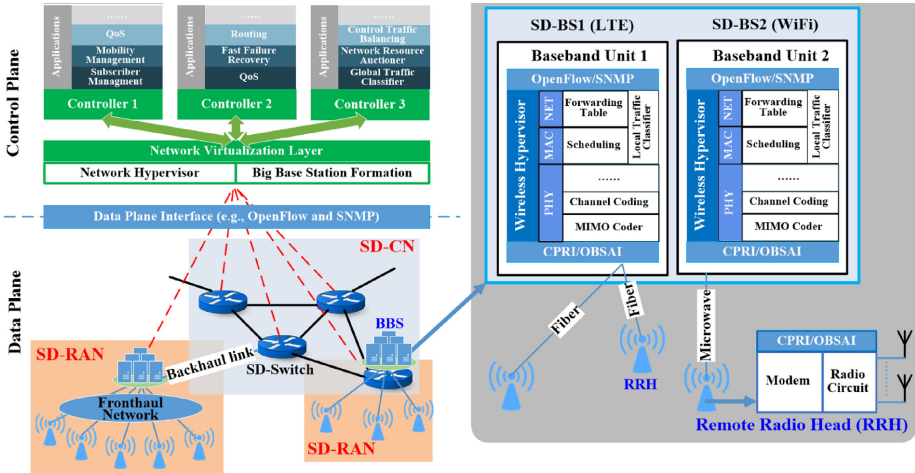 Control Plane
Applications
QoS
Mobility
Management
Subscriber
Managment
Controller 1
Applications
Routing
Fast Failure
Recovery
QoS
Controller 2
Applications
......
Control Traffic
Balancing
Network Resource
Auctioner
Global Traffic
Classifier
Controller 3
Network Virtualization Layer
Network Hypervisor
Big Base Station Formation
Data Plane Interface (e.g., OpenFlow and SNMP)
Data Plane
SD-CN
SD-RAN
Backhaul link
SD-Switch
BBS
Fronthaul
Network
SD-RAN
SD-BS1 (LTE)
Baseband Unit 1
OpenFlow/SNMP
Wireless Hypervisor
NET
Forwarding
Table
MAC
Scheduling
Local Traffic
Classifier
PHY
......
Channel Coding
MIMO Coder
CPRI/OBSAI
SD-BS2 (WiFi)
Baseband Unit 2
OpenFlow/SNMP
Wireless Hypervisor
NET
Forwarding
Table
MAC
Scheduling
Local Traffic
Classifier
PHY
......
Channel Coding
MIMO Coder
CPRI/OBSAI
Fiber
Fiber
Microwave
RRH
CPRI/OBSAI
Modem
Radio
Circuit
Remote Radio Head (RRH)